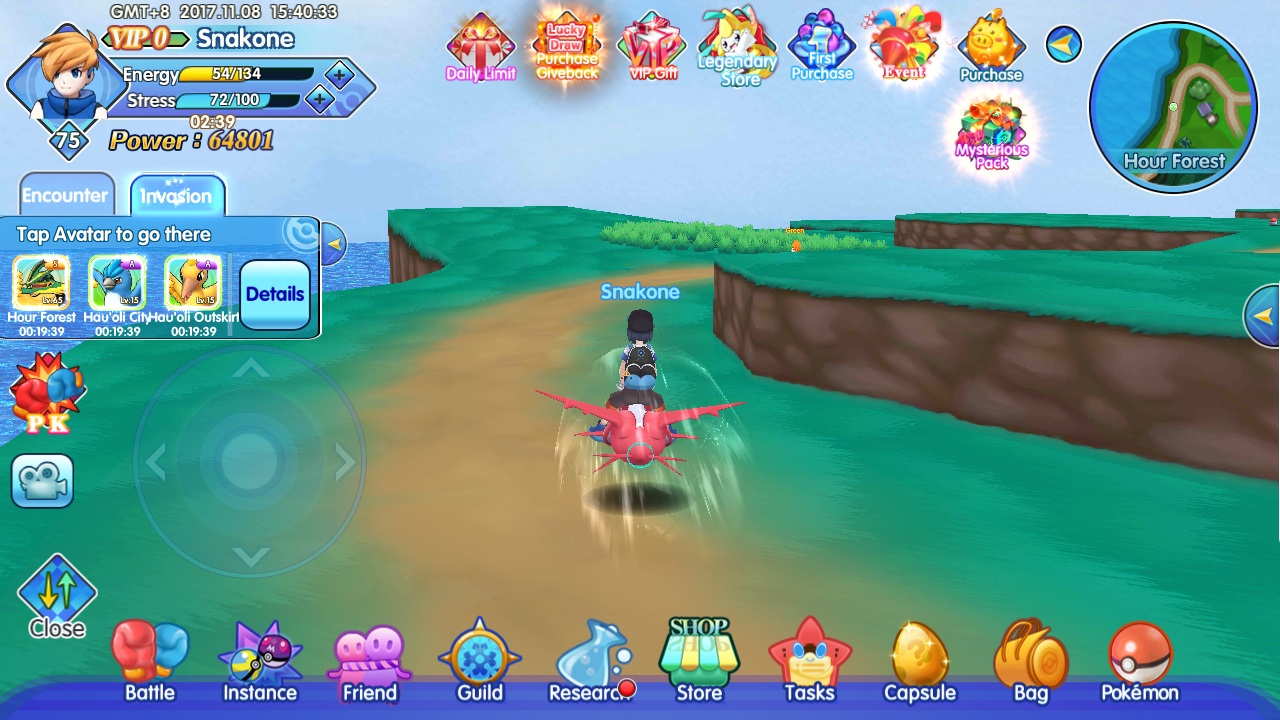 GMT+8 2017.11.08 15:40:33
VIP 0 Snakone
Energy 54/134
Stress 72/100
02:39
75 Power : 64801
Daily Limit
Lucky Draw
Purchase Giveback
VIP
VIP Gift
Legendary Store
First Purchase
Event
Purchase
Mysterious Pack
Hour Forest
Encounter
Invasion
Tap Avatar to go there
S
Lv.65
A
Lv.15
A
Lv.15
Hour Forest
00:19:39
Hau'oli City
00:19:39
Hau'oli Outskirt
00:19:39
Details
Green
Snakone
PK
Close
Battle
Instance
Friend
Guild
Research
SHOP
Store
Tasks
Capsule
Bag
Pokémon